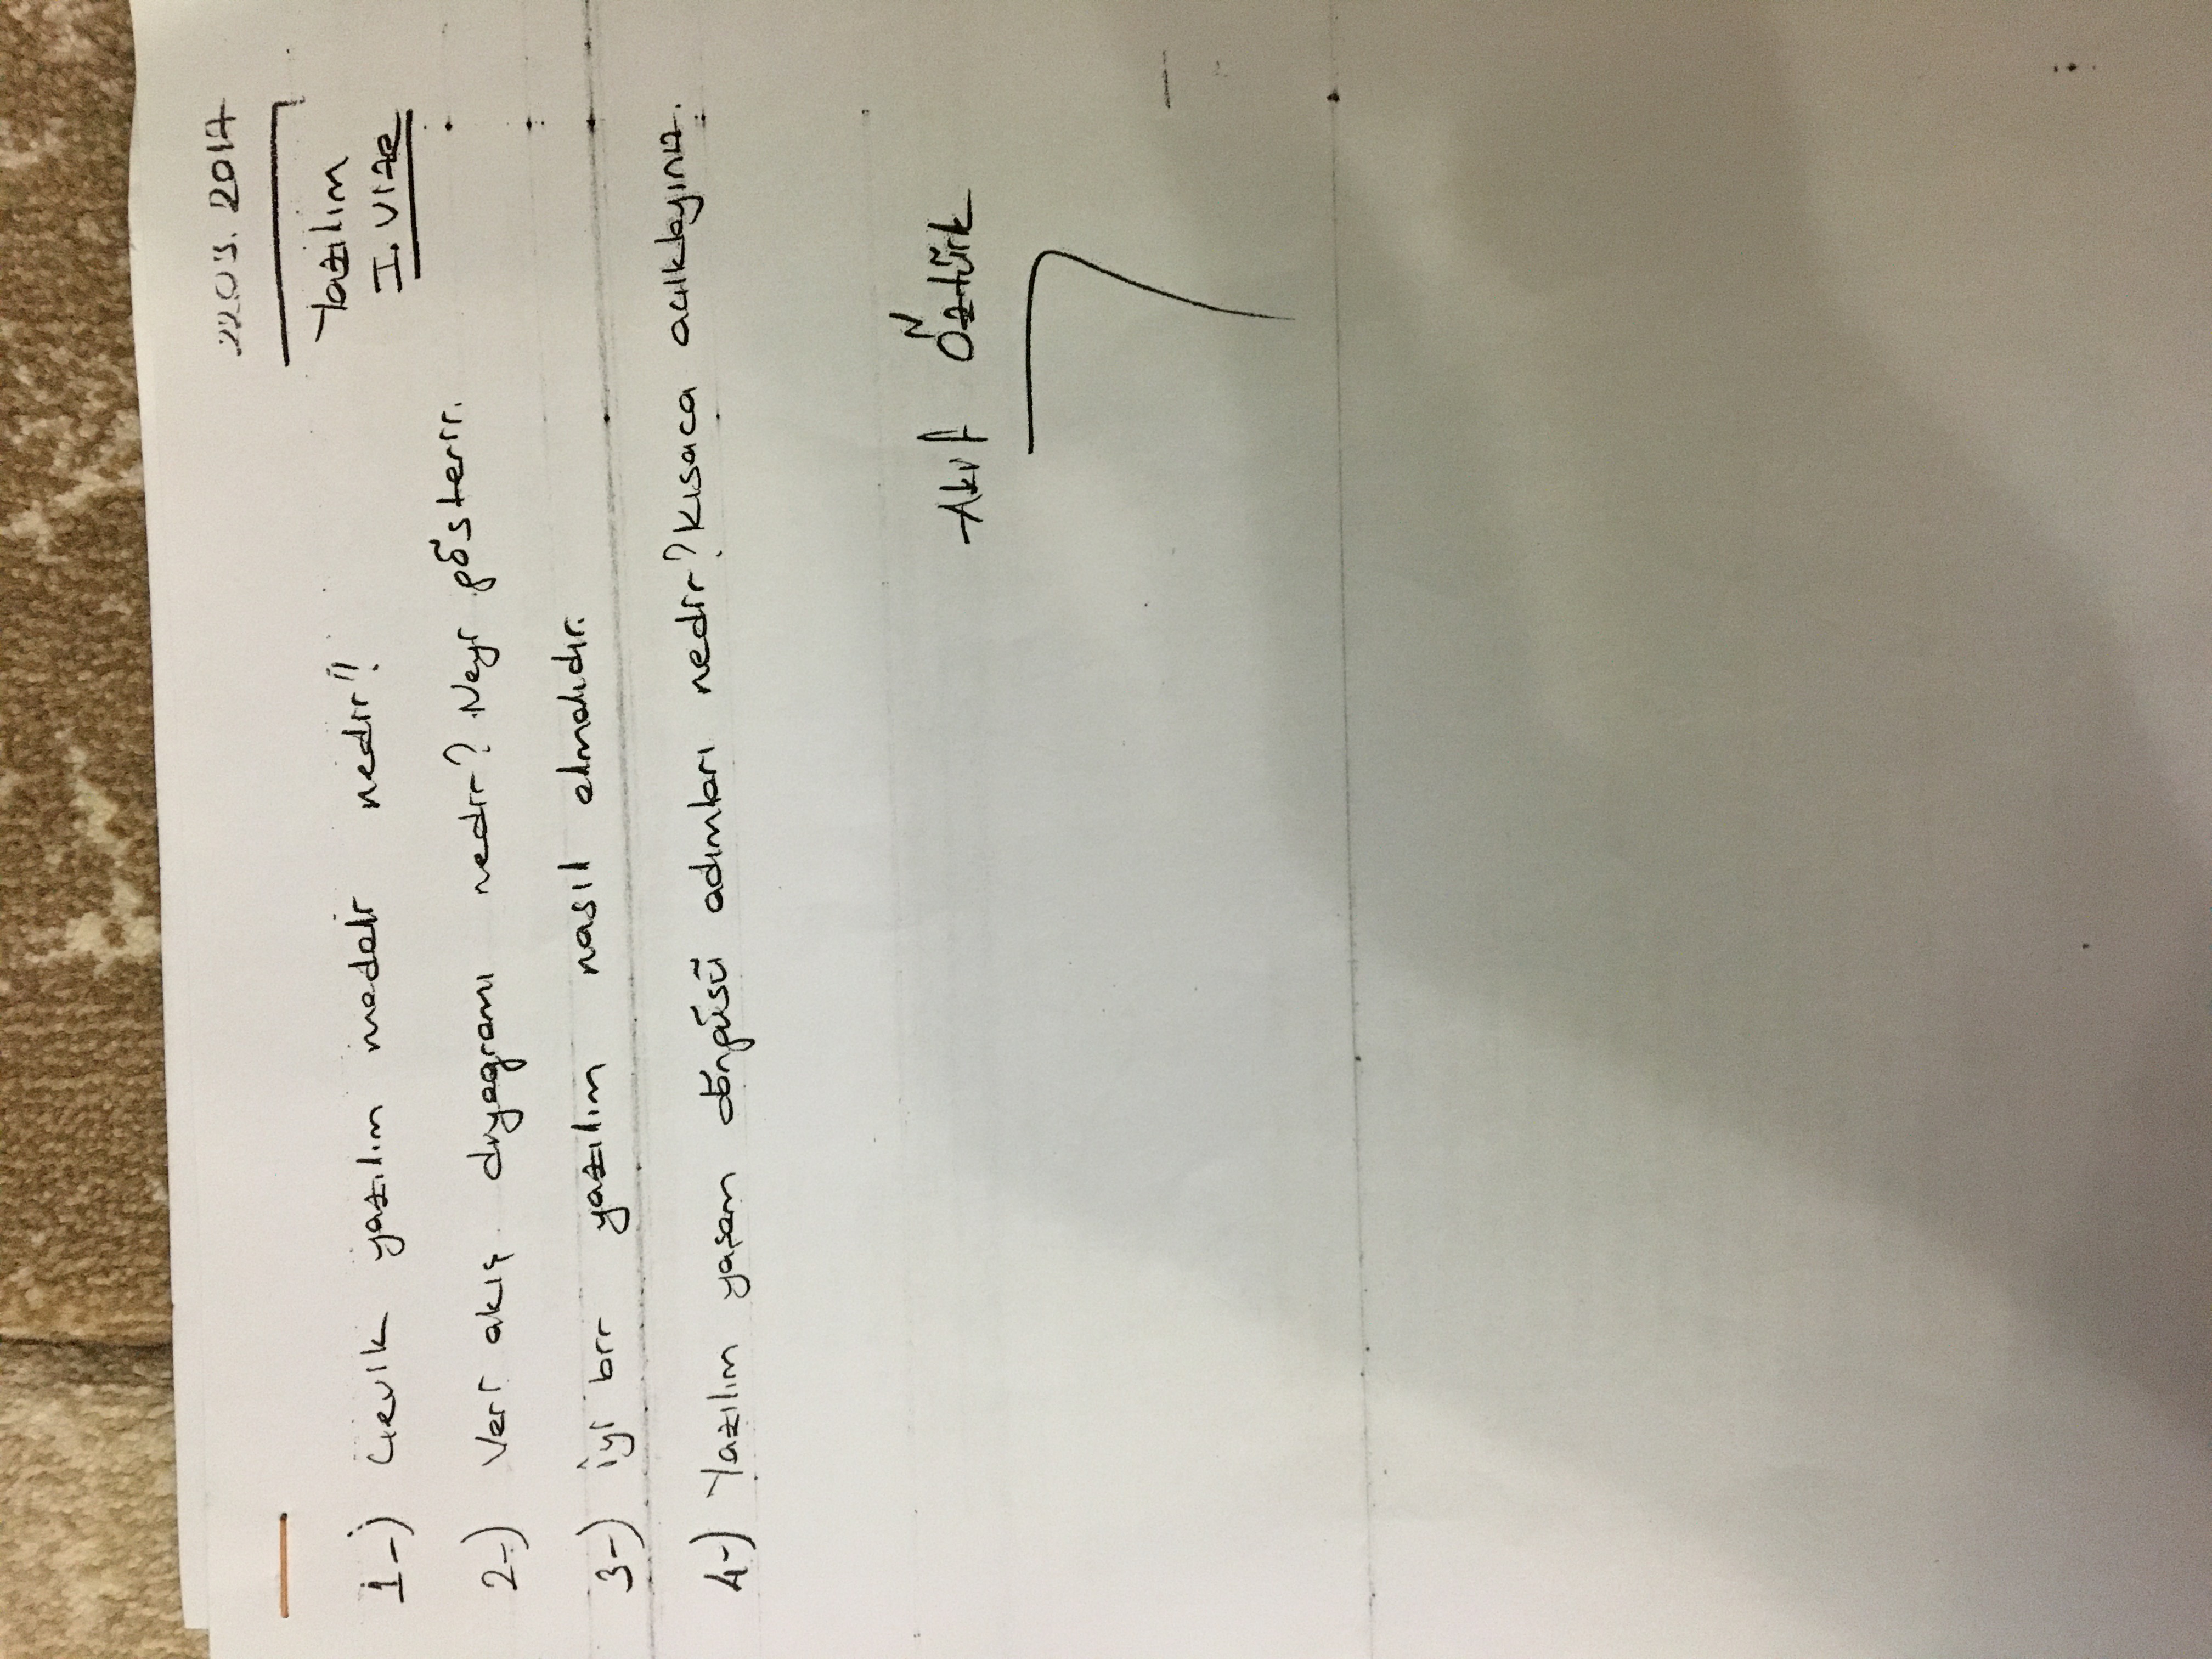 22.03.2017
Yazılım
I. Vize
1-) Çevik yazılım modeli nedir?
2-) Veri akış diyagramı nedir? Neyi gösterir.
3-) İyi bir yazılım nasıl olmalıdır.
4-) Yazılım yaşam döngüsü adımları nedir? Kısaca açıklayınız.
Akif Öztürk